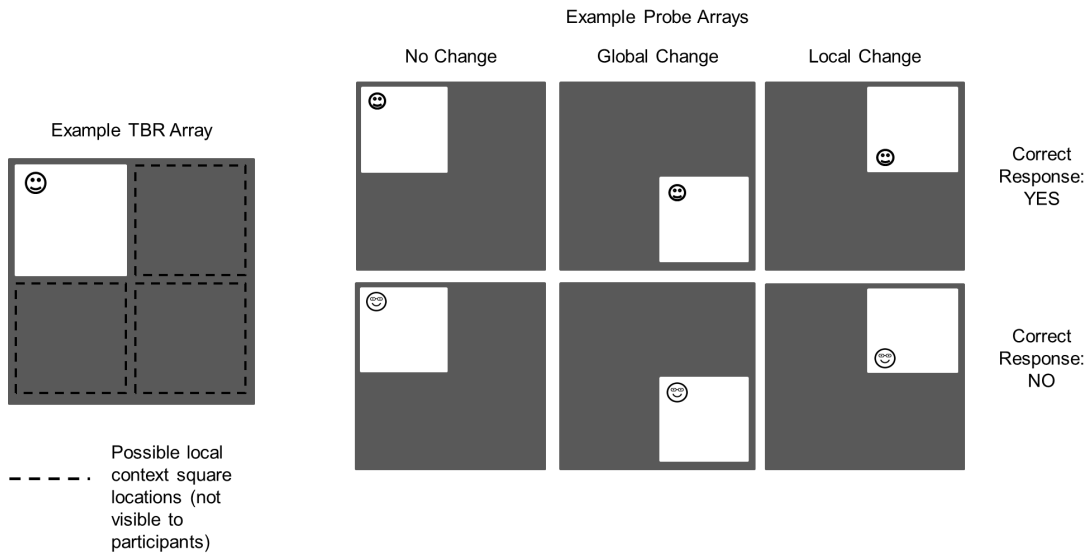 Example Probe Arrays
No Change
Global Change
Local Change
Example TBR Array
Correct
Response:
YES
Correct
Response:
NO
Possible local
context square
locations (not
visible to
participants)